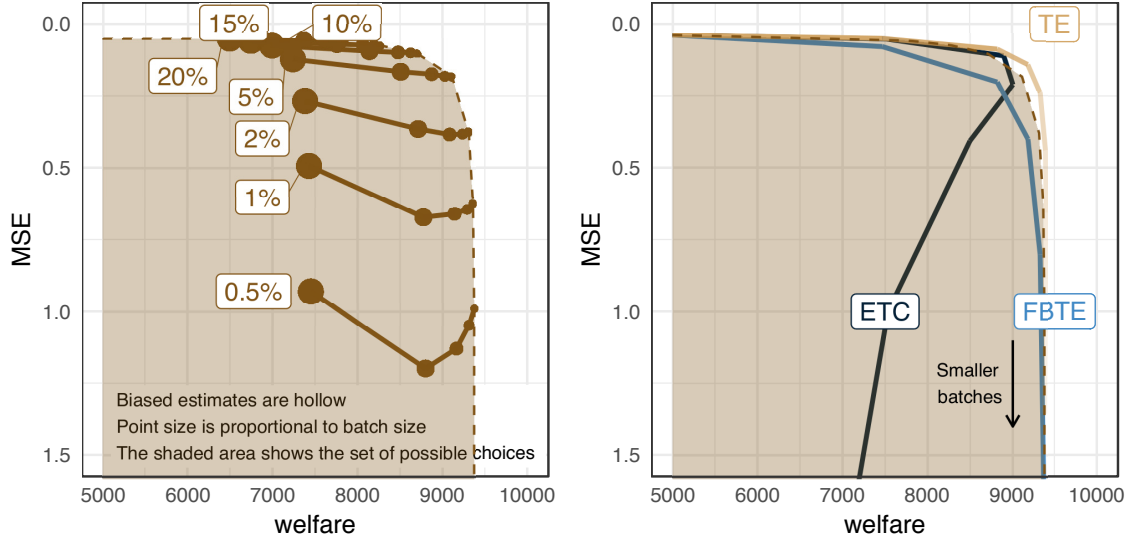 0.0
0.5
1.0
1.5
MSE
15%
10%
20%
5%
2%
1%
0.5%
Biased estimates are hollow
Point size is proportional to batch size
The shaded area shows the set of possible choices
5000
6000
7000
8000
9000
10000
welfare
0.0
0.5
1.0
1.5
MSE
TE
ETC
FBTE
Smaller
batches
5000
6000
7000
8000
9000
10000
welfare